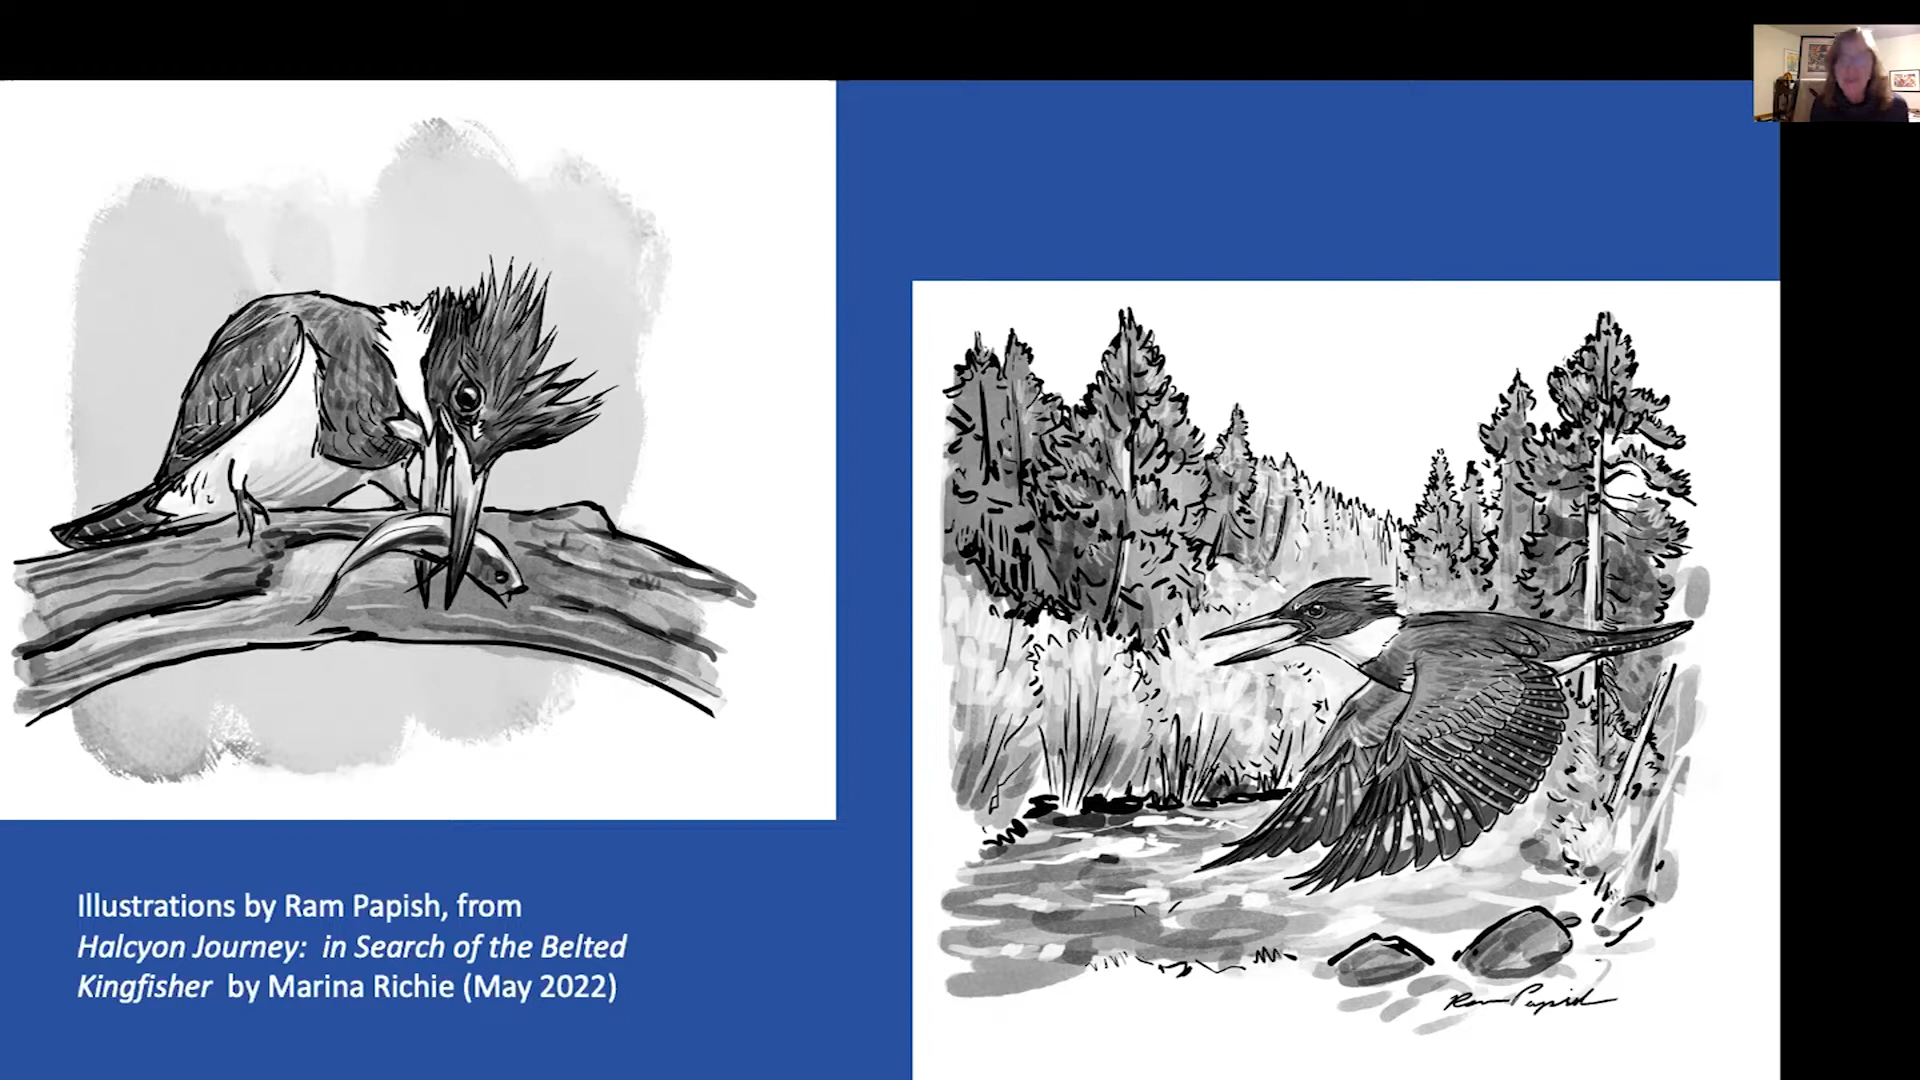 Illustrations by Ram Papish, from
Halcyon Journey:  in Search of the Belted
Kingfisher  by Marina Richie (May 2022)
Ram Papish